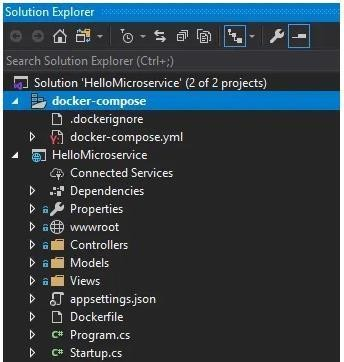 Solution Explorer
Search Solution Explorer (Ctrl+;)
Solution 'HelloMicroservice' (2 of 2 projects)
docker-compose
.dockerignore
docker-compose.yml
HelloMicroservice
Connected Services
Dependencies
Properties
wwwroot
Controllers
Models
Views
appsettings.json
Dockerfile
C# Program.cs
C# Startup.cs